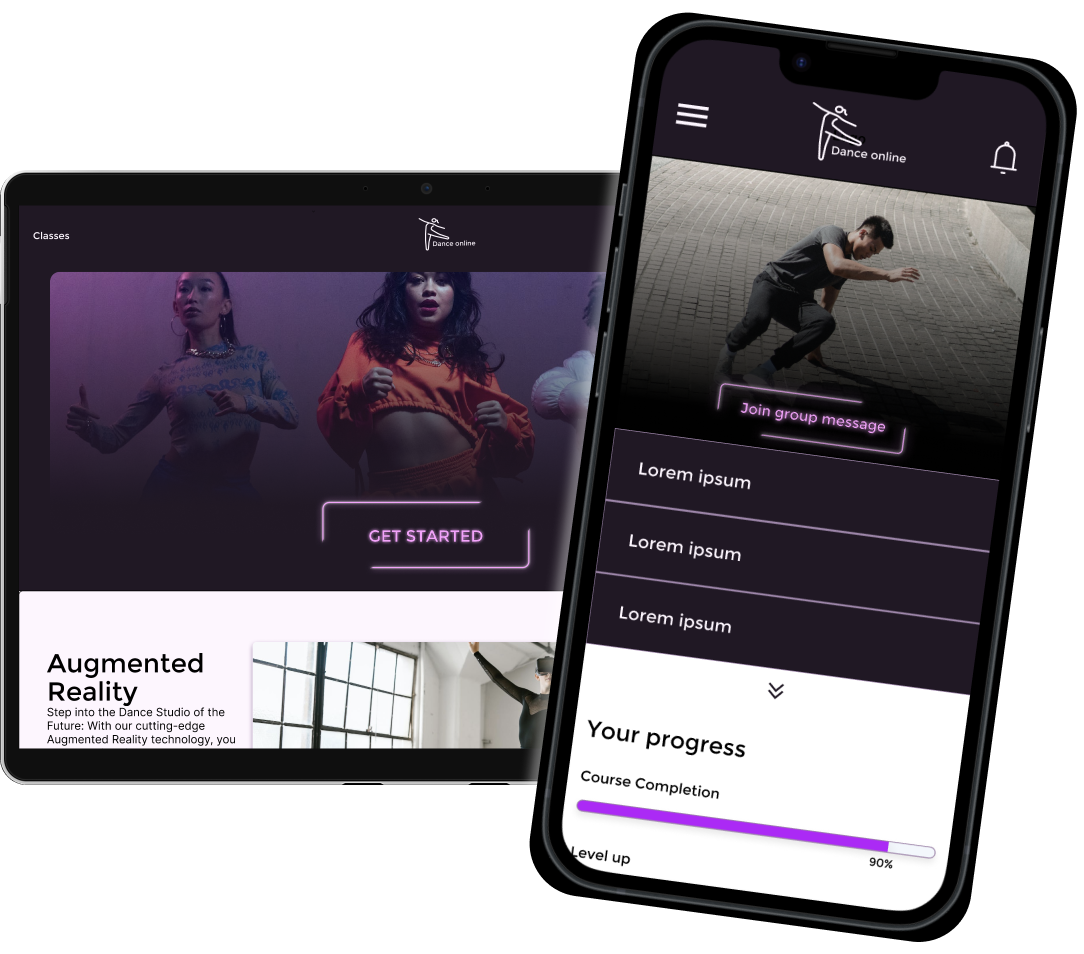 Classes
Dance online
GET STARTED
Augmented
Reality
Step into the Dance Studio of the
Future: With our cutting-edge
Augmented Reality technology, you
Dance online
Join group message
Lorem ipsum
Lorem ipsum
Lorem ipsum
Your progress
Course Completion
90%
Level up